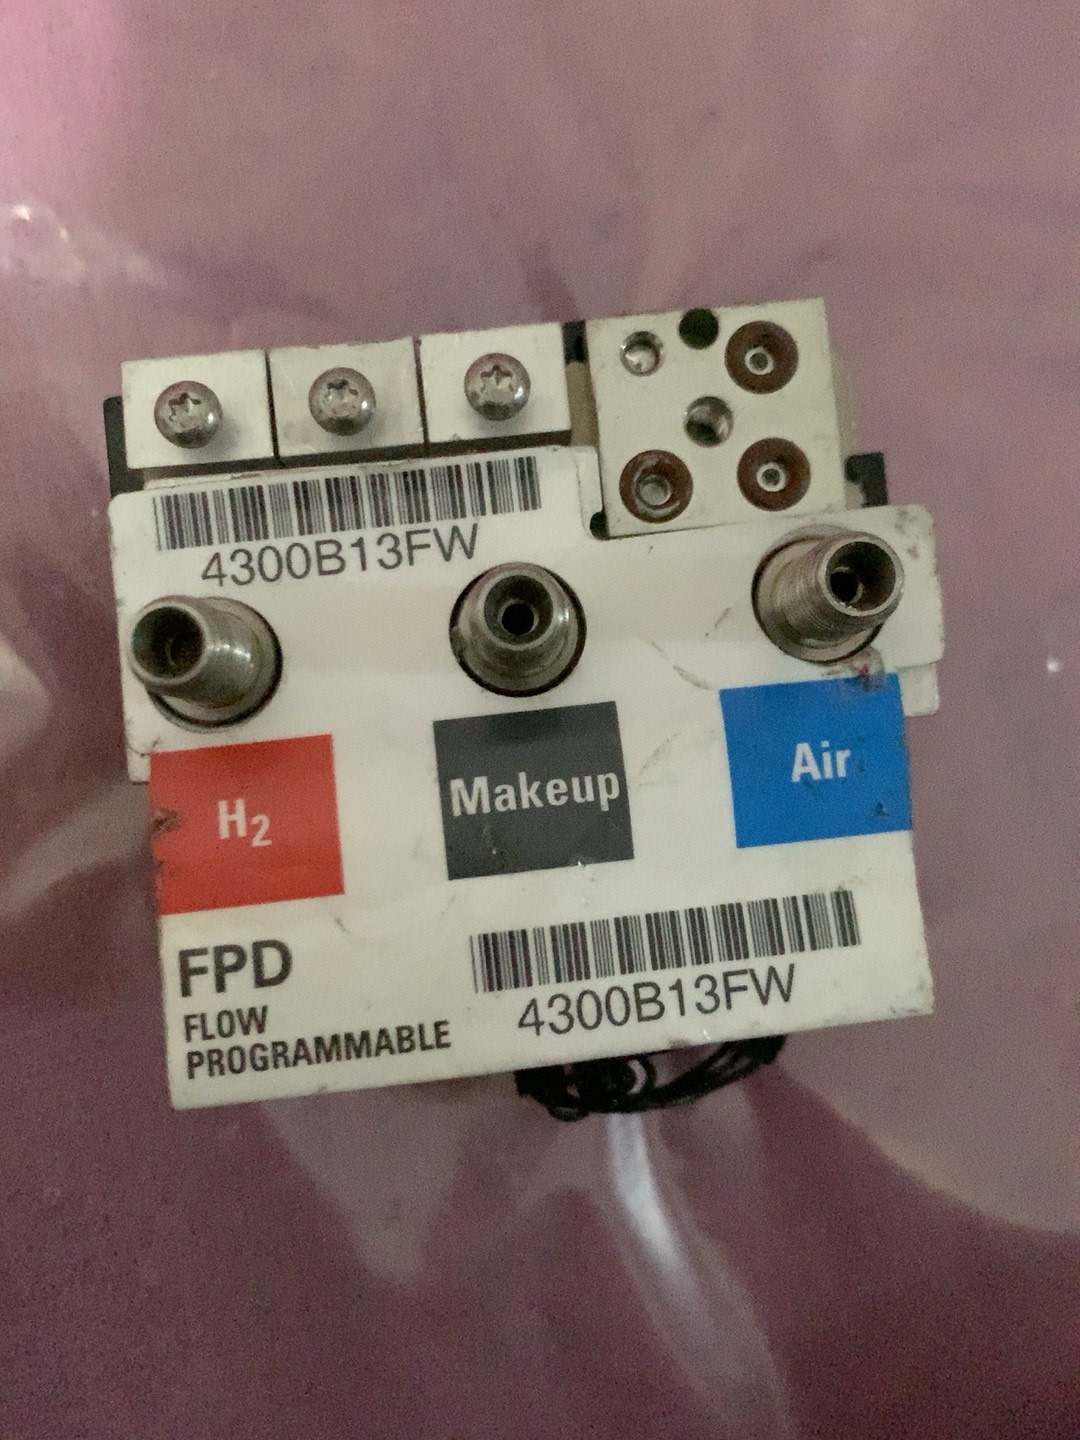 4300B13FW
H₂
Makeup
Air
FPD
FLOW
PROGRAMMABLE
4300B13FW